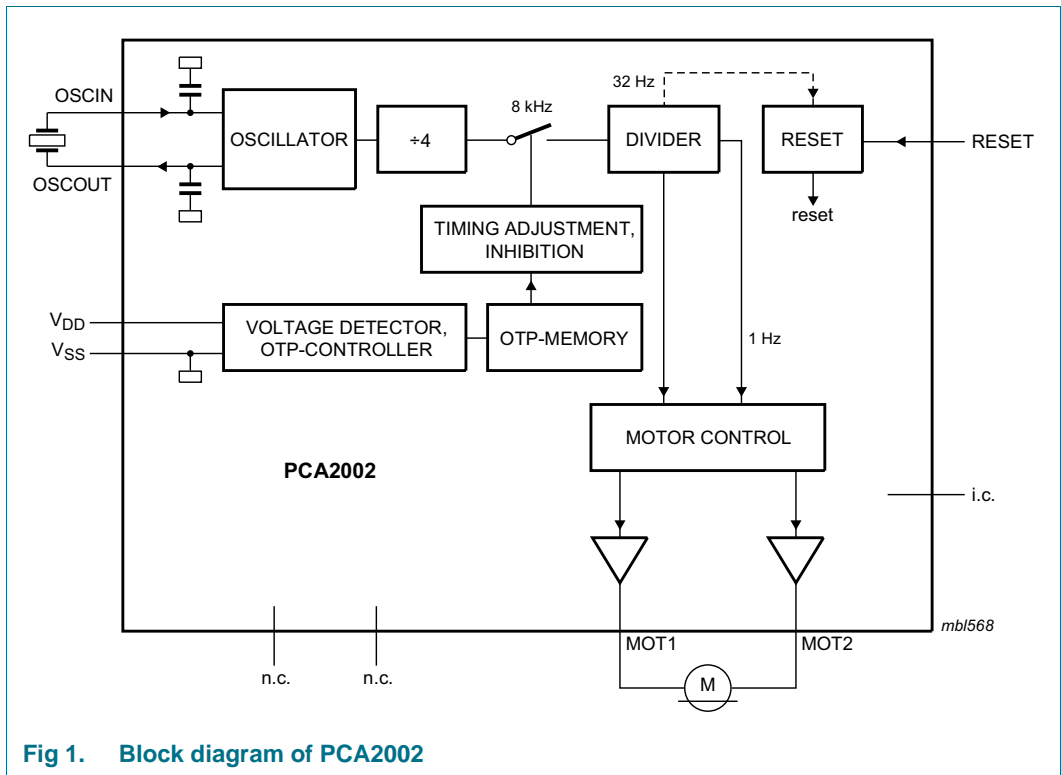 OSCIN
OSCOUT
OSCILLATOR
÷4
8 kHz
DIVIDER
32 Hz
RESET
RESET
reset
TIMING ADJUSTMENT,
INHIBITION
VDD
VSS
VOLTAGE DETECTOR,
OTP-CONTROLLER
OTP-MEMORY
1 Hz
MOTOR CONTROL
PCA2002
i.c.
n.c.
n.c.
MOT1
MOT2
M
mbl568
Fig 1. Block diagram of PCA2002